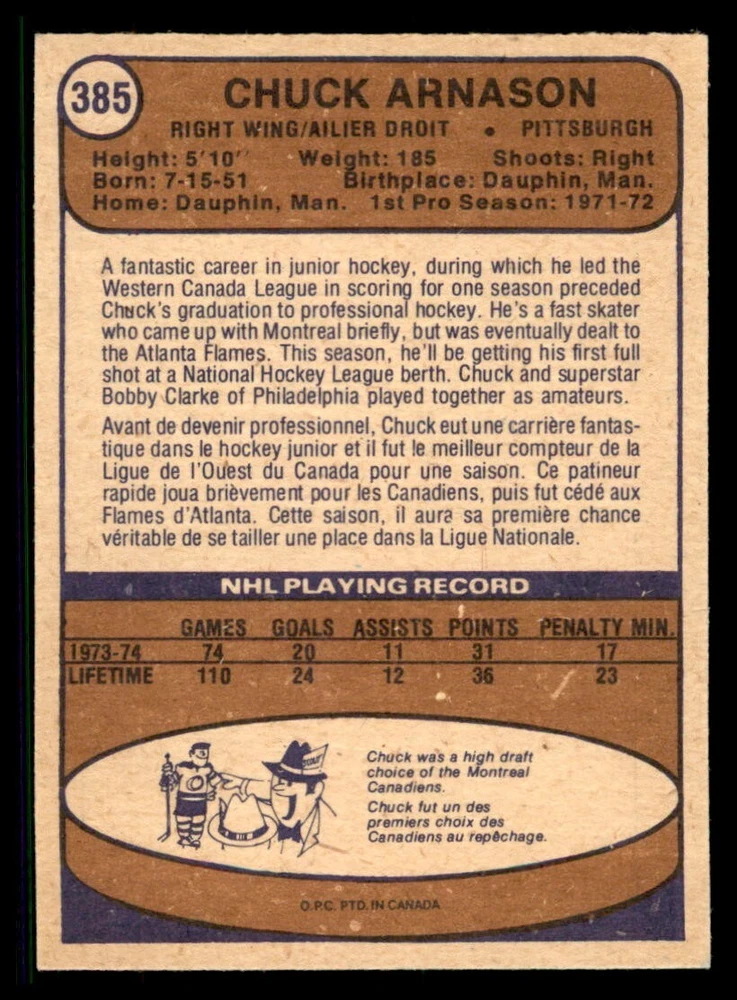 385
CHUCK ARNASON
RIGHT WING/AILIER DROIT • PITTSBURGH
Height: 5'10" Weight: 185 Shoots: Right
Born: 7-15-51 Birthplace: Dauphin, Man.
Home: Dauphin, Man. 1st Pro Season: 1971-72
A fantastic career in junior hockey, during which he led the
Western Canada League in scoring for one season preceded
Chuck's graduation to professional hockey. He's a fast skater
who came up with Montreal briefly, but was eventually dealt to
the Atlanta Flames. This season, he'll be getting his first full
shot at a National Hockey League berth. Chuck and superstar
Bobby Clarke of Philadelphia played together as amateurs.
Avant de devenir professionnel, Chuck eut une carrière fantas-
tique dans le hockey junior et il fut le meilleur compteur de la
Ligue de l'Ouest du Canada pour une saison. Ce patineur
rapide joua brièvement pour les Canadiens, puis fut cédé aux
Flames d'Atlanta. Cette saison, il aura sa première chance
véritable de se tailler une place dans la Ligue Nationale.
NHL PLAYING RECORD
GAMES GOALS ASSISTS POINTS PENALTY MIN.
1973-74 74 20 11 31 17
LIFETIME 110 24 12 36 23
SCOUT
Chuck was a high draft
choice of the Montreal
Canadiens.
Chuck fut un des
premiers choix des
Canadiens au repêchage.
O.P.C. PTD. IN CANADA